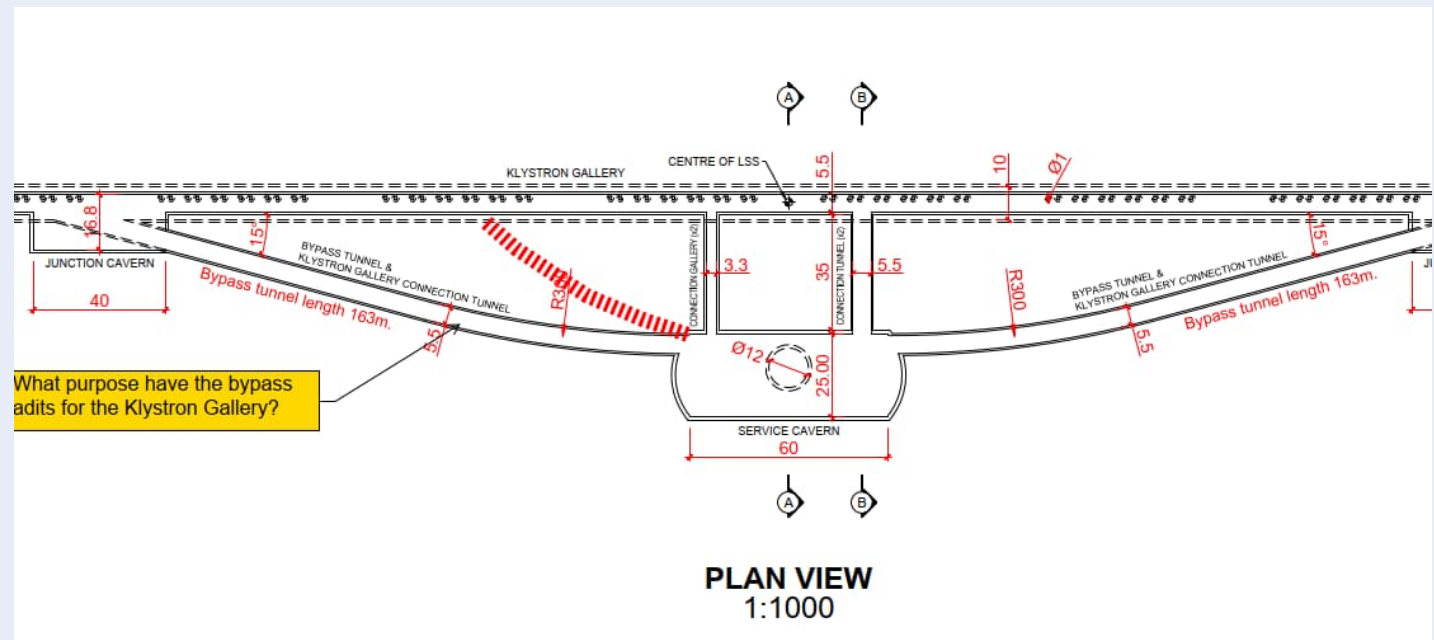 A
B
CENTRE OF LSS
KLYSTRON GALLERY
5.5
10
Ø1
16.8
15°
BYPASS TUNNEL &
KLYSTRON GALLERY CONNECTION TUNNEL
JUNCTION CAVERN
40
Bypass tunnel length 163m.
5.5
CONNECTION GALLERY (x2)
3.3
35
CONNECTION TUNNEL (x2)
5.5
R300
15°
BYPASS TUNNEL &
KLYSTRON GALLERY CONNECTION TUNNEL
Bypass tunnel length 163m.
5.5
Ø12
25.00
What purpose have the bypass
adits for the Klystron Gallery?
SERVICE CAVERN
60
A
B
PLAN VIEW
1:1000